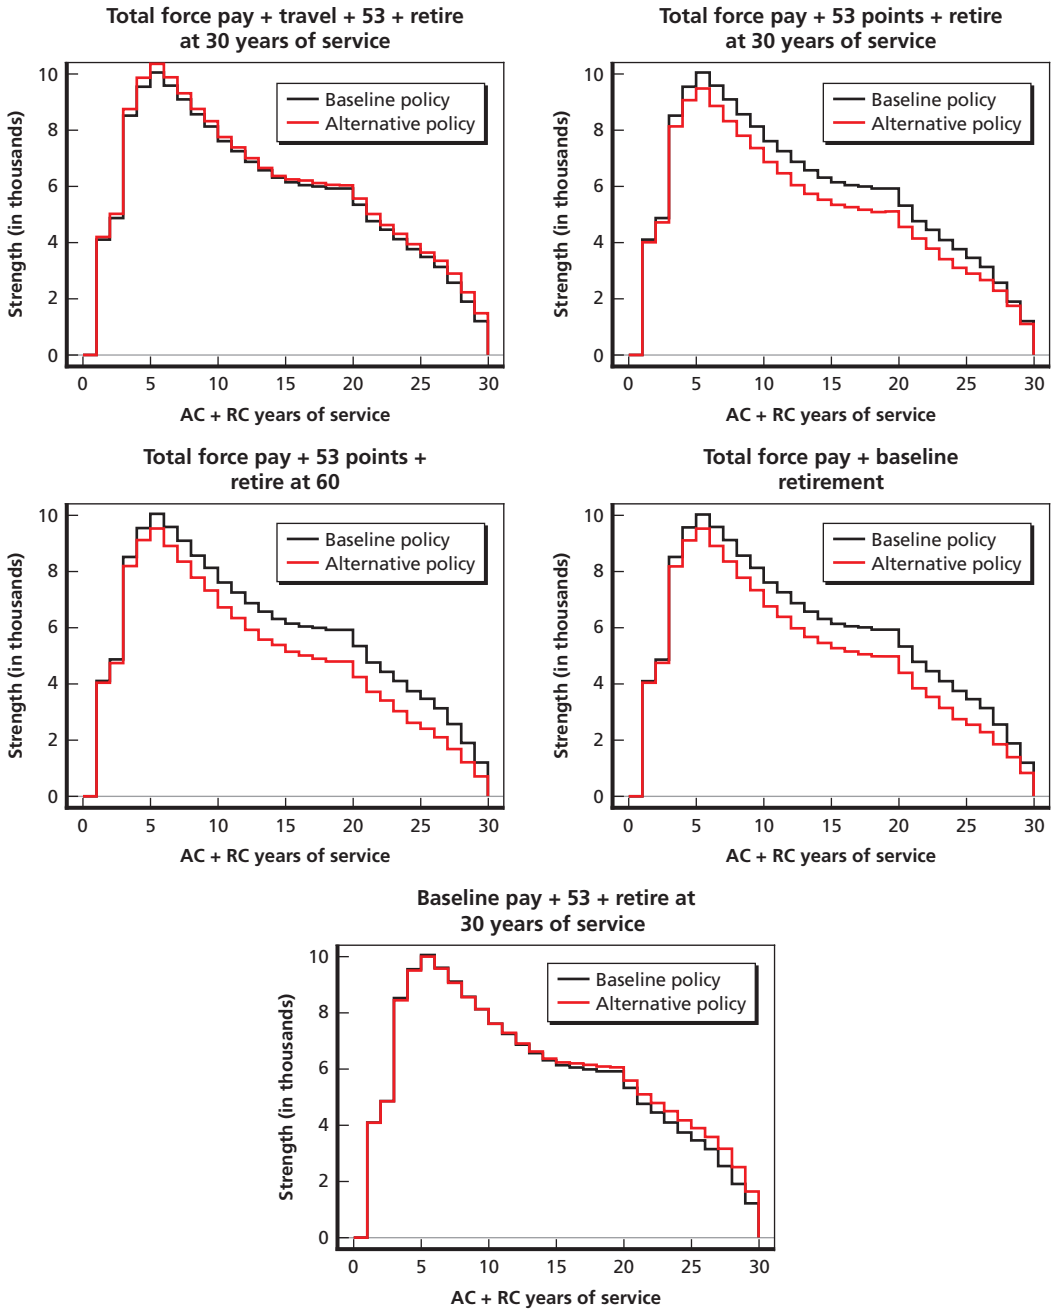 Total force pay + travel + 53 + retire
at 30 years of service
10
8
6
4
2
0
Strength (in thousands)
Baseline policy
Alternative policy
0 5 10 15 20 25 30
AC + RC years of service
Total force pay + 53 points + retire
at 30 years of service
10
8
6
4
2
0
Strength (in thousands)
Baseline policy
Alternative policy
0 5 10 15 20 25 30
AC + RC years of service
Total force pay + 53 points +
retire at 60
10
8
6
4
2
0
Strength (in thousands)
Baseline policy
Alternative policy
0 5 10 15 20 25 30
AC + RC years of service
Total force pay + baseline
retirement
10
8
6
4
2
0
Strength (in thousands)
Baseline policy
Alternative policy
0 5 10 15 20 25 30
AC + RC years of service
Baseline pay + 53 + retire at
30 years of service
10
8
6
4
2
0
Strength (in thousands)
Baseline policy
Alternative policy
0 5 10 15 20 25 30
AC + RC years of service